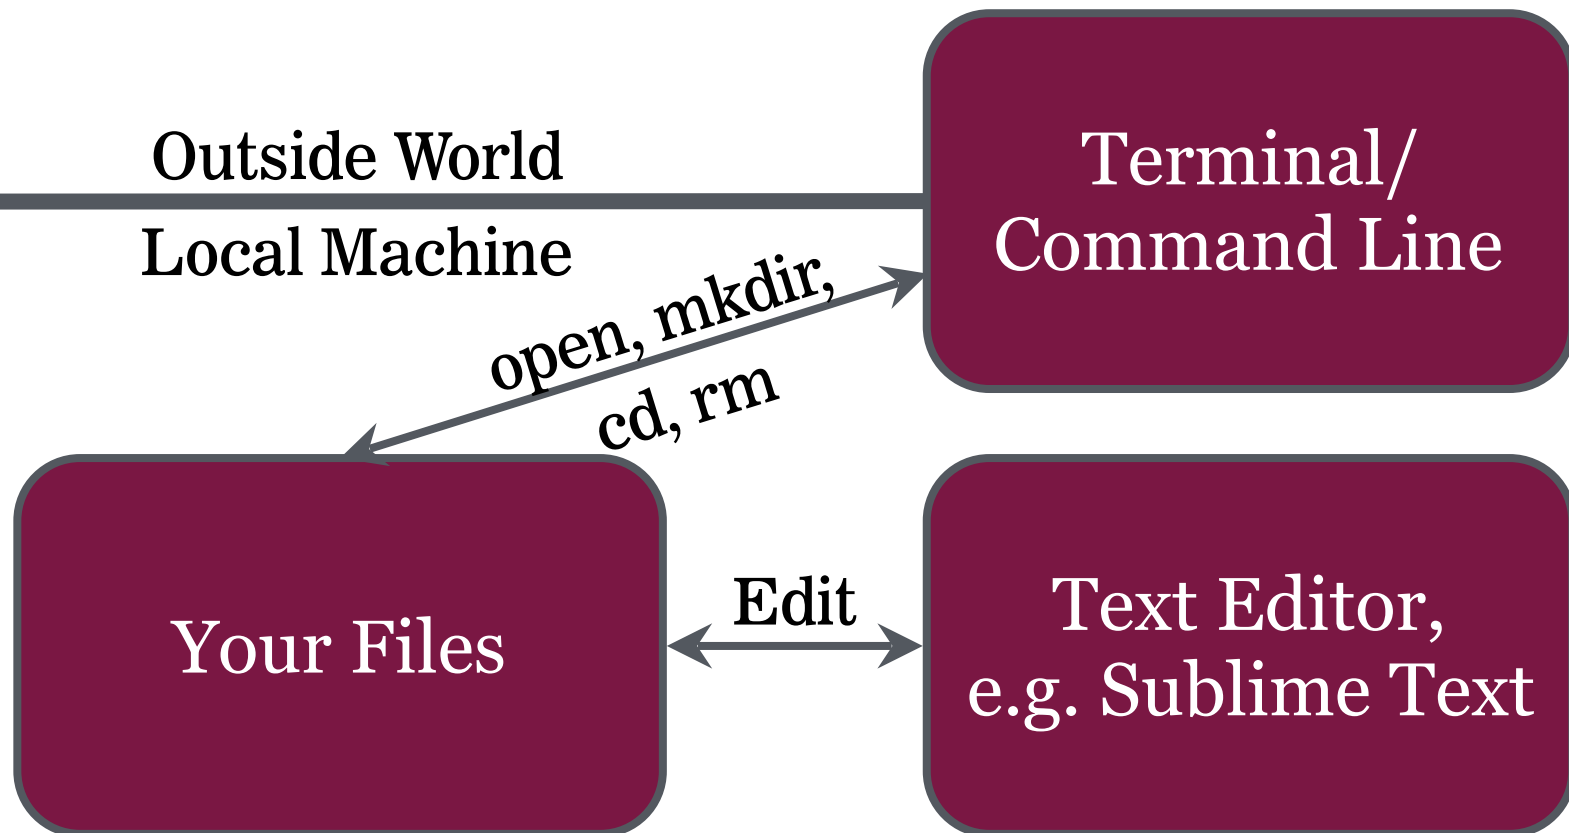 Outside World
Local Machine
Terminal/
Command Line
open, mkdir,
cd, rm
Your Files
Edit
Text Editor,
e.g. Sublime Text